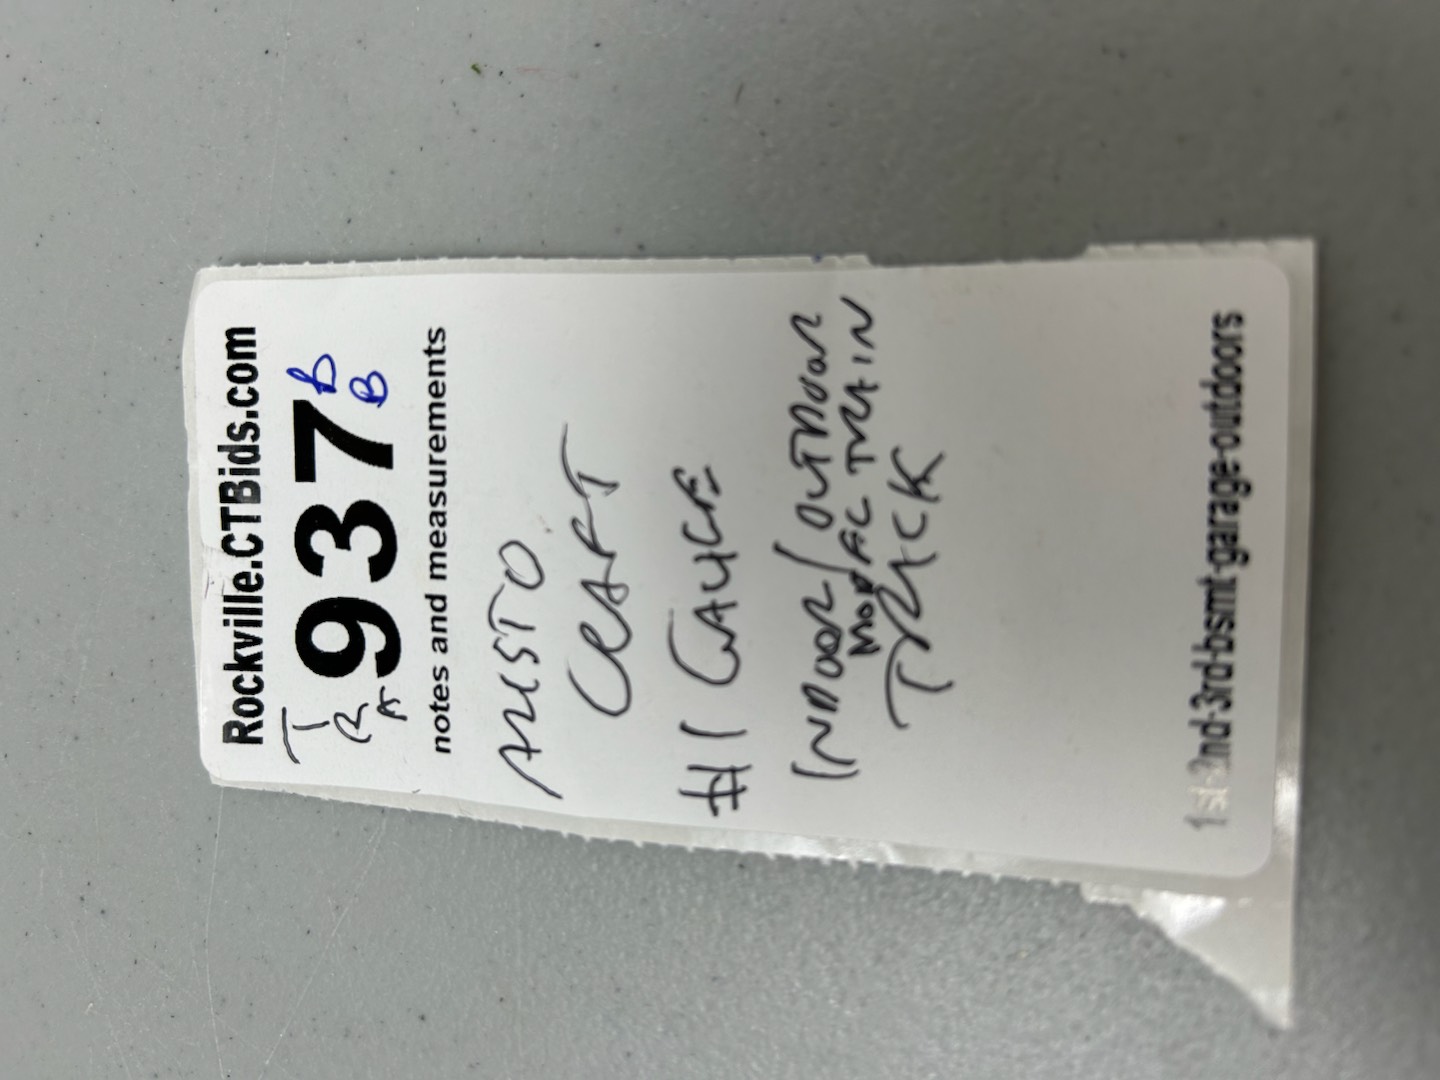 Rockville.CTBids.com
T
R
A
937
B
B
notes and measurements
ARISTO
CRAFT
#1 GAUGE
INDOOR/OUTDOOR
MODEL TRAIN
TRACK
1st-2nd-3rd-bsmt-garage-outdoors